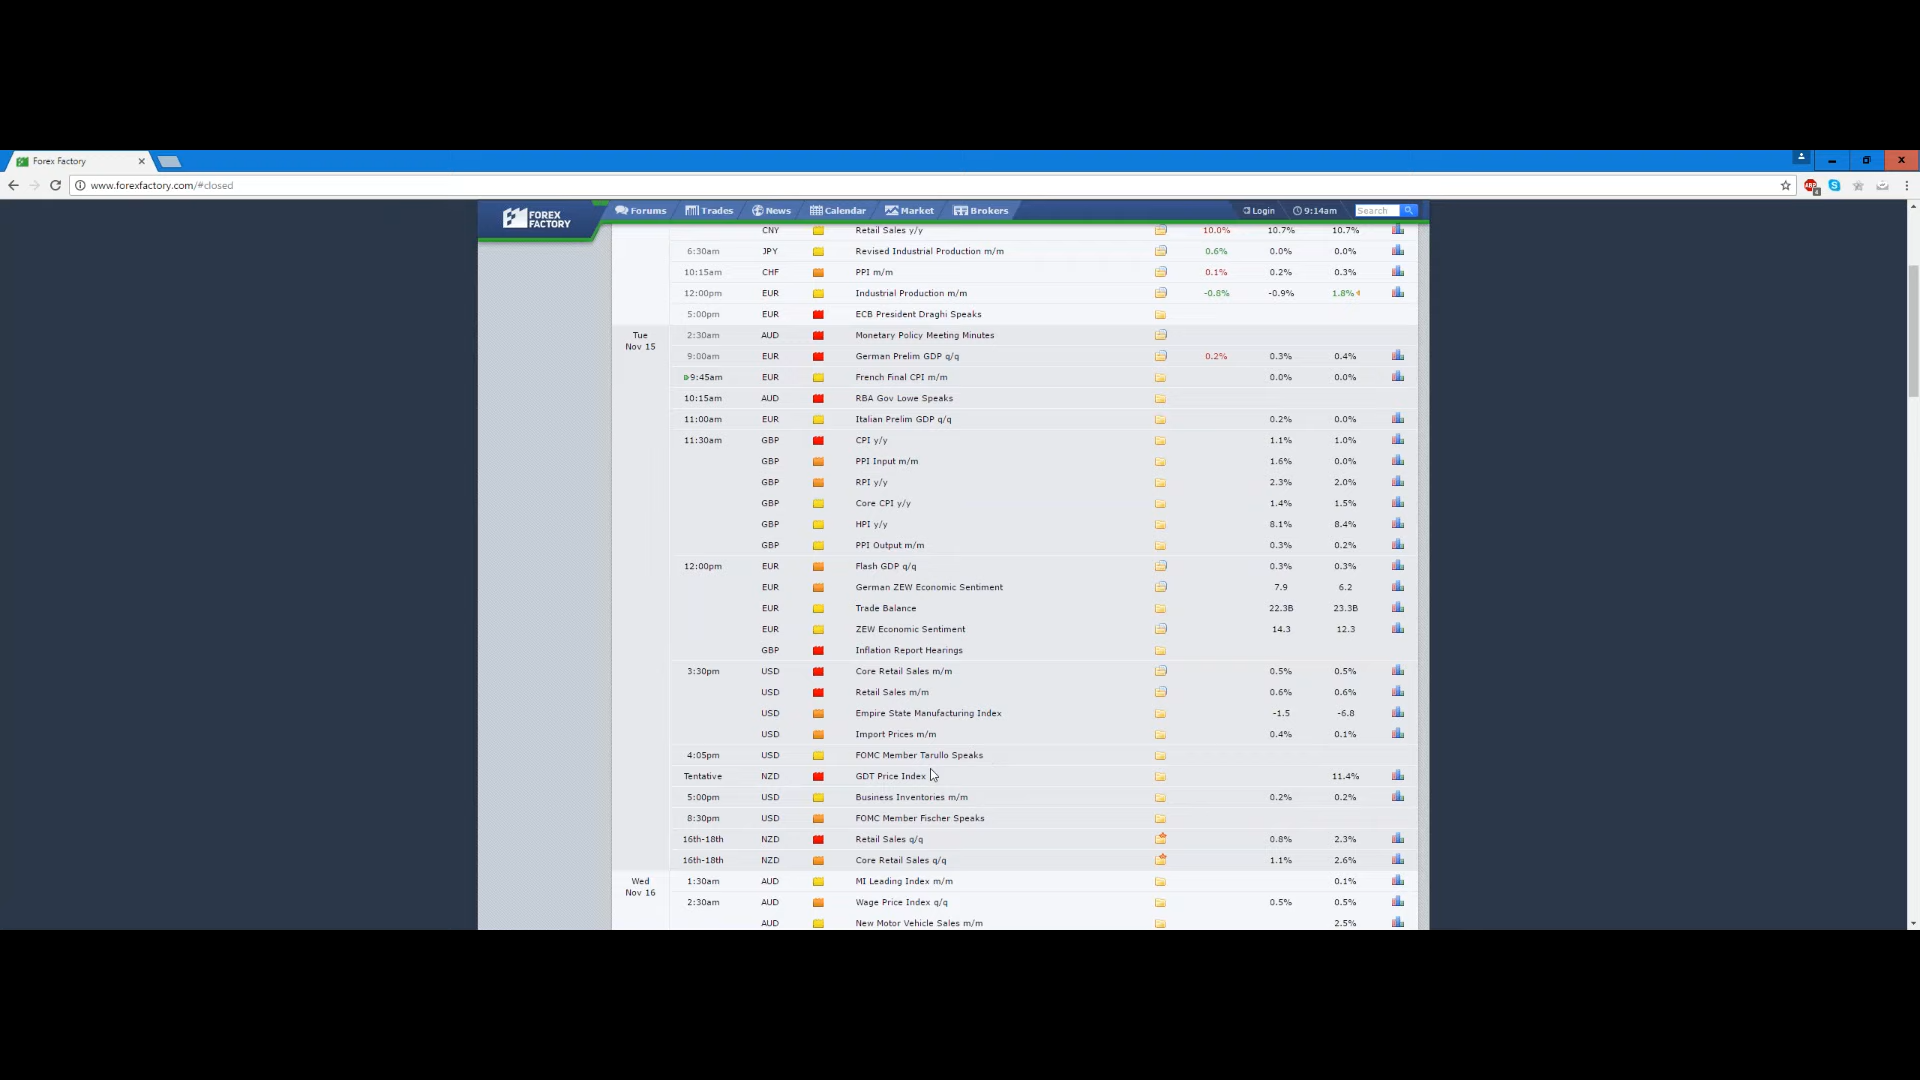 Forex Factory
www.forexfactory.com/#closed
FOREX FACTORY Forums Trades News Calendar Market Brokers Login 9:14am Search
CNY Retail Sales y/y 10.0% 10.7% 10.7%
6:30am JPY Revised Industrial Production m/m 0.6% 0.0% 0.0%
10:15am CHF PPI m/m 0.1% 0.2% 0.3%
12:00pm EUR Industrial Production m/m -0.8% -0.9% 1.8%
5:00pm EUR ECB President Draghi Speaks
Tue Nov 15 2:30am AUD Monetary Policy Meeting Minutes
9:00am EUR German Prelim GDP q/q 0.2% 0.3% 0.4%
9:45am EUR French Final CPI m/m 0.0% 0.0%
10:15am AUD RBA Gov Lowe Speaks
11:00am EUR Italian Prelim GDP q/q 0.2% 0.0%
11:30am GBP CPI y/y 1.1% 1.0%
GBP PPI Input m/m 1.6% 0.0%
GBP RPI y/y 2.3% 2.0%
GBP Core CPI y/y 1.4% 1.5%
GBP HPI y/y 8.1% 8.4%
GBP PPI Output m/m 0.3% 0.2%
12:00pm EUR Flash GDP q/q 0.3% 0.3%
EUR German ZEW Economic Sentiment 7.9 6.2
EUR Trade Balance 22.3B 23.3B
EUR ZEW Economic Sentiment 14.3 12.3
GBP Inflation Report Hearings
3:30pm USD Core Retail Sales m/m 0.5% 0.5%
USD Retail Sales m/m 0.6% 0.6%
USD Empire State Manufacturing Index -1.5 -6.8
USD Import Prices m/m 0.4% 0.1%
4:05pm USD FOMC Member Tarullo Speaks
Tentative NZD GDT Price Index 11.4%
5:00pm USD Business Inventories m/m 0.2% 0.2%
8:30pm USD FOMC Member Fischer Speaks
16th-18th NZD Retail Sales q/q 0.8% 2.3%
16th-18th NZD Core Retail Sales q/q 1.1% 2.6%
Wed Nov 16 1:30am AUD MI Leading Index m/m 0.1%
2:30am AUD Wage Price Index q/q 0.5% 0.5%
AUD New Motor Vehicle Sales m/m 2.5%